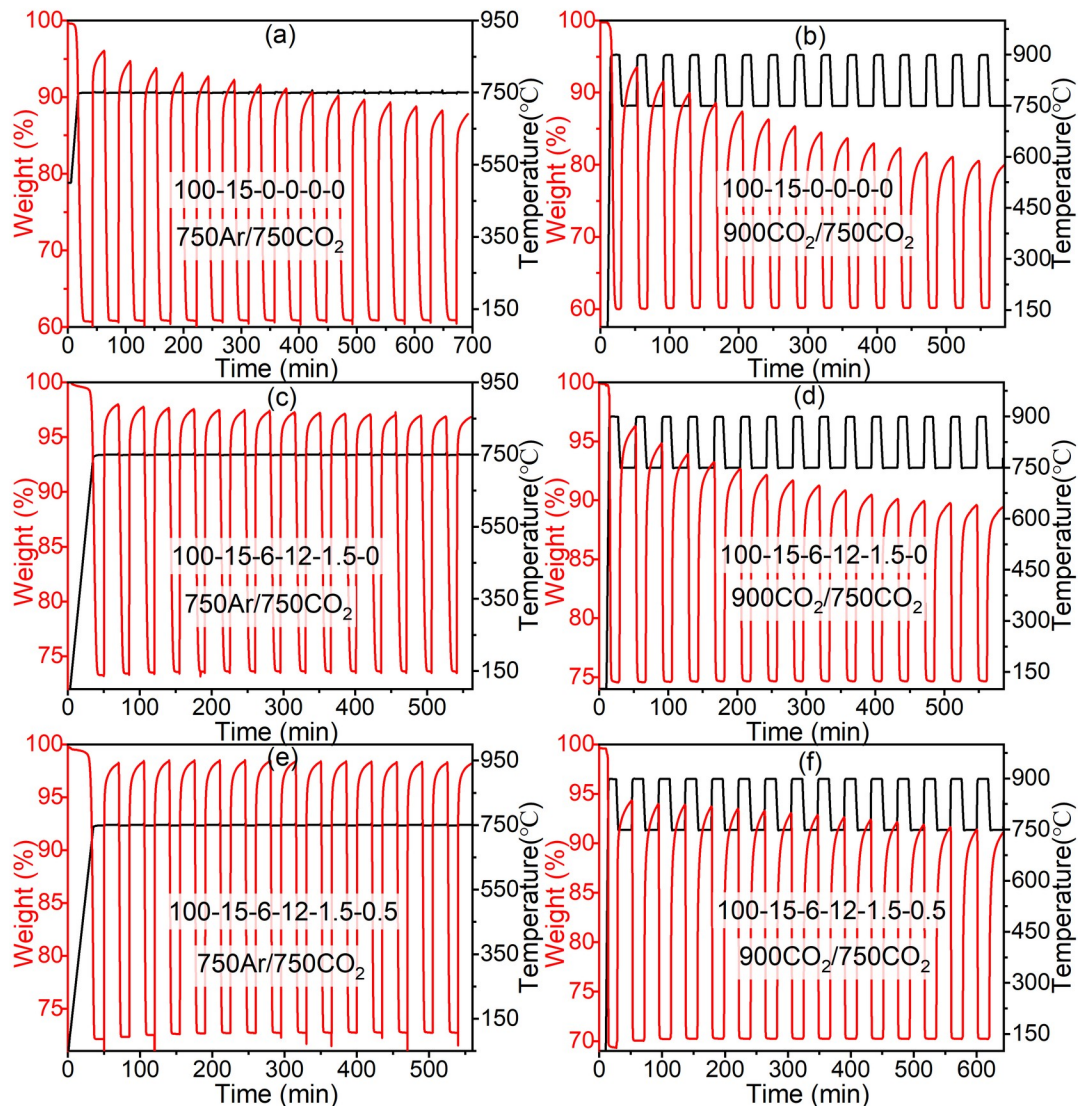 (a)
100
90
80
70
60
Weight (%)
950
750
550
350
150
Temperature(℃)
100-15-0-0-0-0
750Ar/750CO₂
0 100 200 300 400 500 600 700
Time (min)
(b)
100
90
80
70
60
Weight (%)
900
750
600
450
300
150
Temperature(℃)
100-15-0-0-0-0
900CO₂/750CO₂
0 100 200 300 400 500
Time (min)
(c)
100
95
90
85
80
75
Weight (%)
950
750
550
350
150
Temperature(℃)
100-15-6-12-1.5-0
750Ar/750CO₂
0 100 200 300 400 500
Time (min)
(d)
100
95
90
85
80
75
Weight (%)
900
750
600
450
300
150
Temperature(℃)
100-15-6-12-1.5-0
900CO₂/750CO₂
0 100 200 300 400 500
Time (min)
(e)
100
95
90
85
80
75
Weight (%)
950
750
550
350
150
Temperature(℃)
100-15-6-12-1.5-0.5
750Ar/750CO₂
0 100 200 300 400 500
Time (min)
(f)
100
95
90
85
80
75
70
Weight (%)
900
750
600
450
300
150
Temperature(℃)
100-15-6-12-1.5-0.5
900CO₂/750CO₂
0 100 200 300 400 500 600
Time (min)